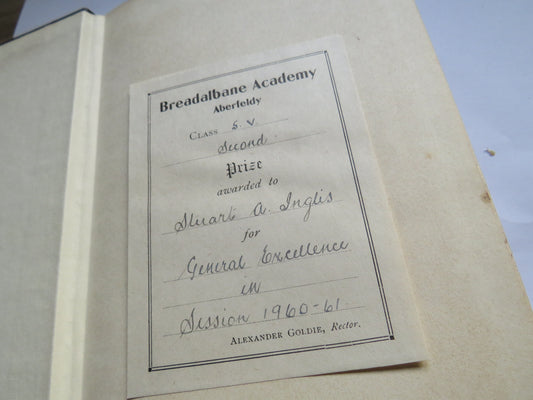 Breadalbane Academy
Aberfeldy
CLASS S. V.
Second.
Prize
awarded to
Stuart A. Inglis
for
General Excellence
in
Session 1960-61.
ALEXANDER GOLDIE, Rector.